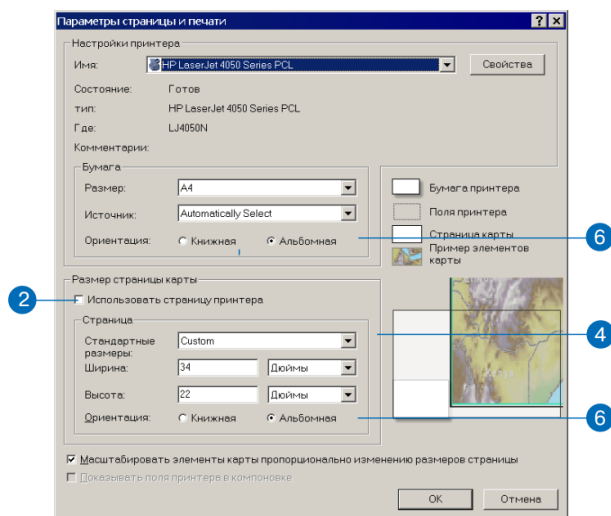 Параметры страницы и печати
Настройки принтера
Имя: HP LaserJet 4050 Series PCL Свойства
Состояние: Готов
тип: HP LaserJet 4050 Series PCL
Где: LJ4050N
Комментарии:
Бумага
Размер: A4
Источник: Automatically Select
Ориентация: Книжная Альбомная
6
Бумага принтера
Поля принтера
Страница карты
Пример элементов карты
Размер страницы карты
2
Использовать страницу принтера
Страница
Стандартные размеры: Custom
4
Ширина: 34 Дюймы
Высота: 22 Дюймы
Ориентация: Книжная Альбомная
6
Масштабировать элементы карты пропорционально изменению размеров страницы
Показывать поля принтера в компоновке
OK Отмена